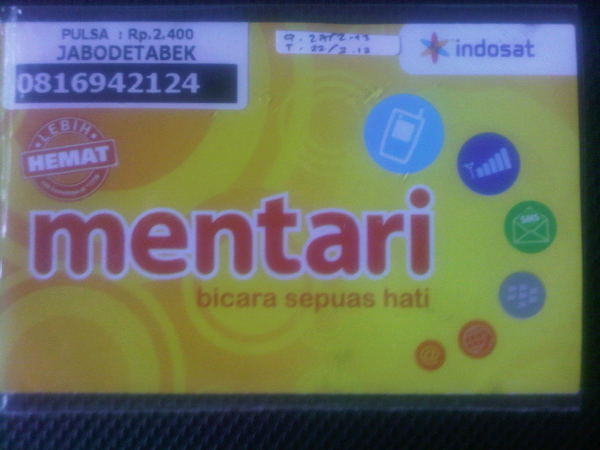 PULSA : Rp.2.400
JABODETABEK
0816942124
indosat
LEBIH
HEMAT
mentari
bicara sepuas hati
SMS
@